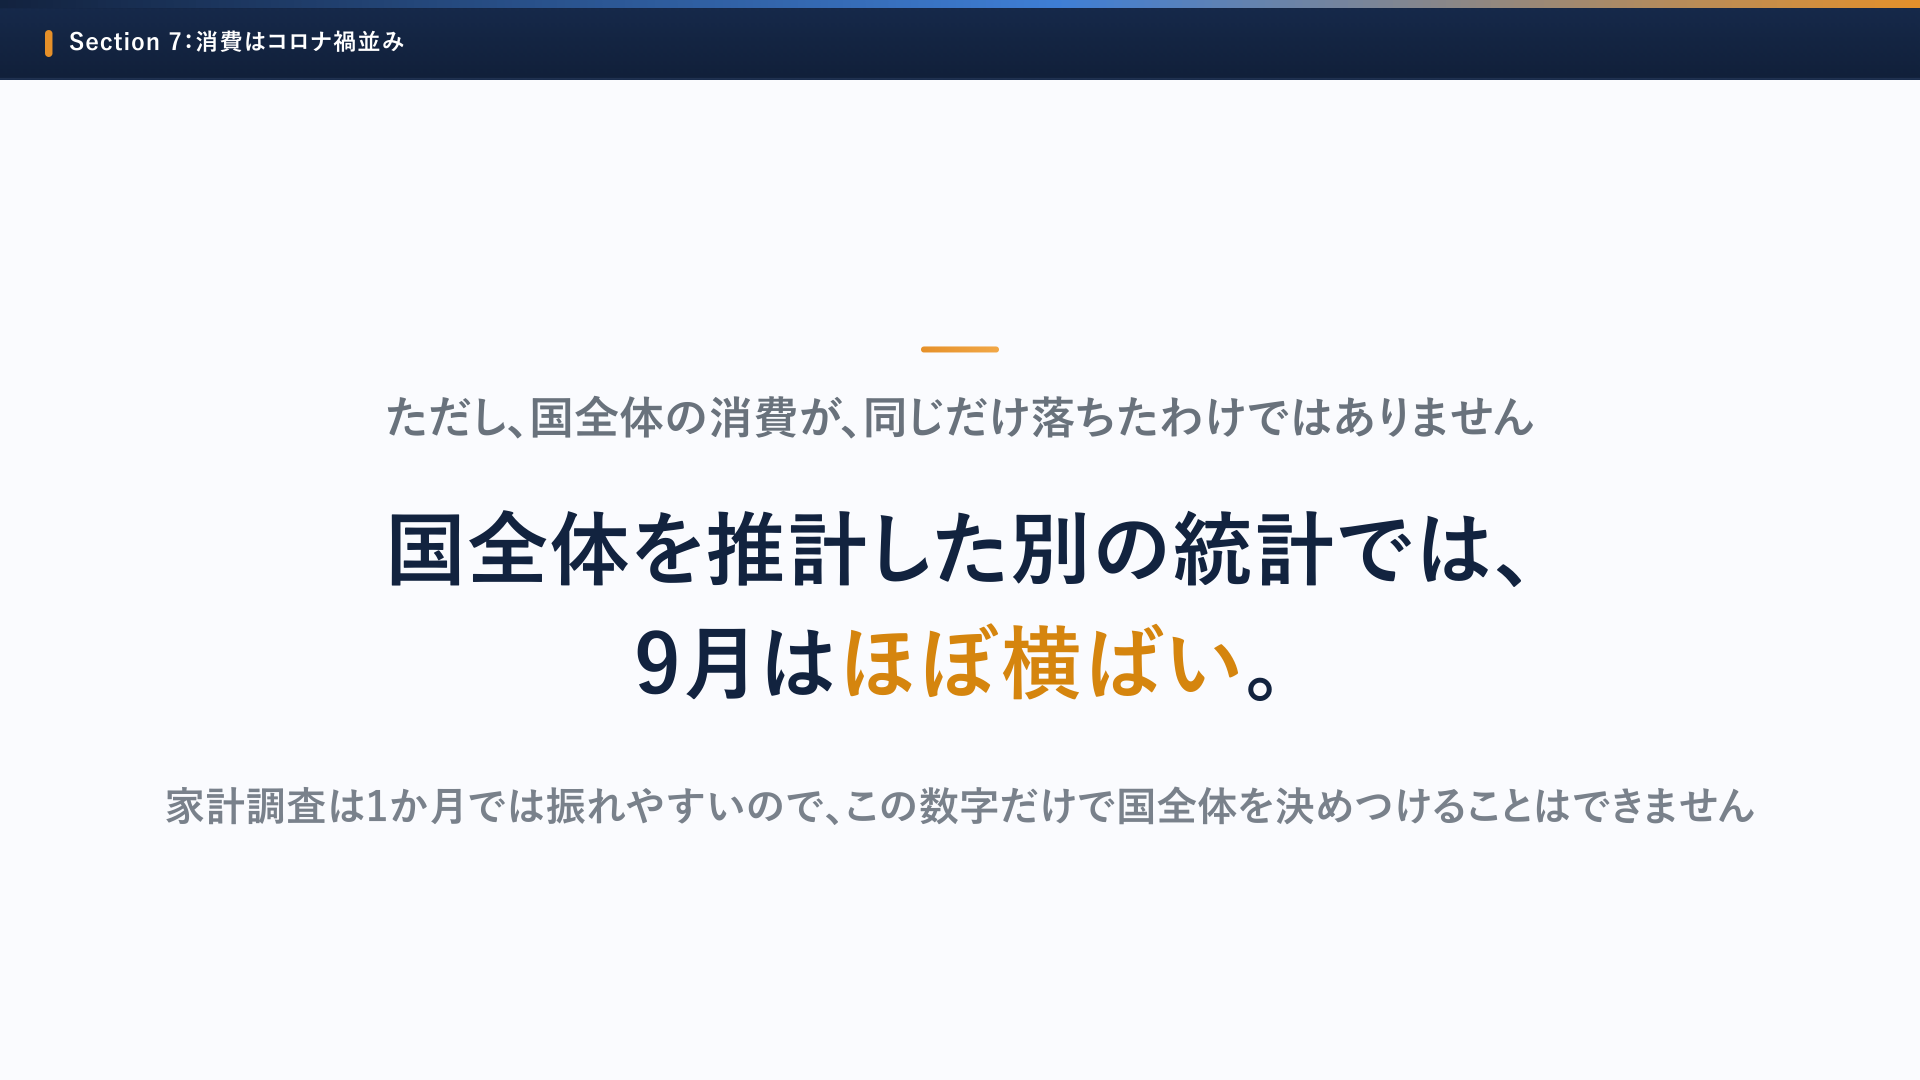 Section 7：消費はコロナ禍並み
ただし、国全体の消費が、同じだけ落ちたわけではありません
国全体を推計した別の統計では、
9月はほぼ横ばい。
家計調査は1か月では振れやすいので、この数字だけで国全体を決めつけることはできません